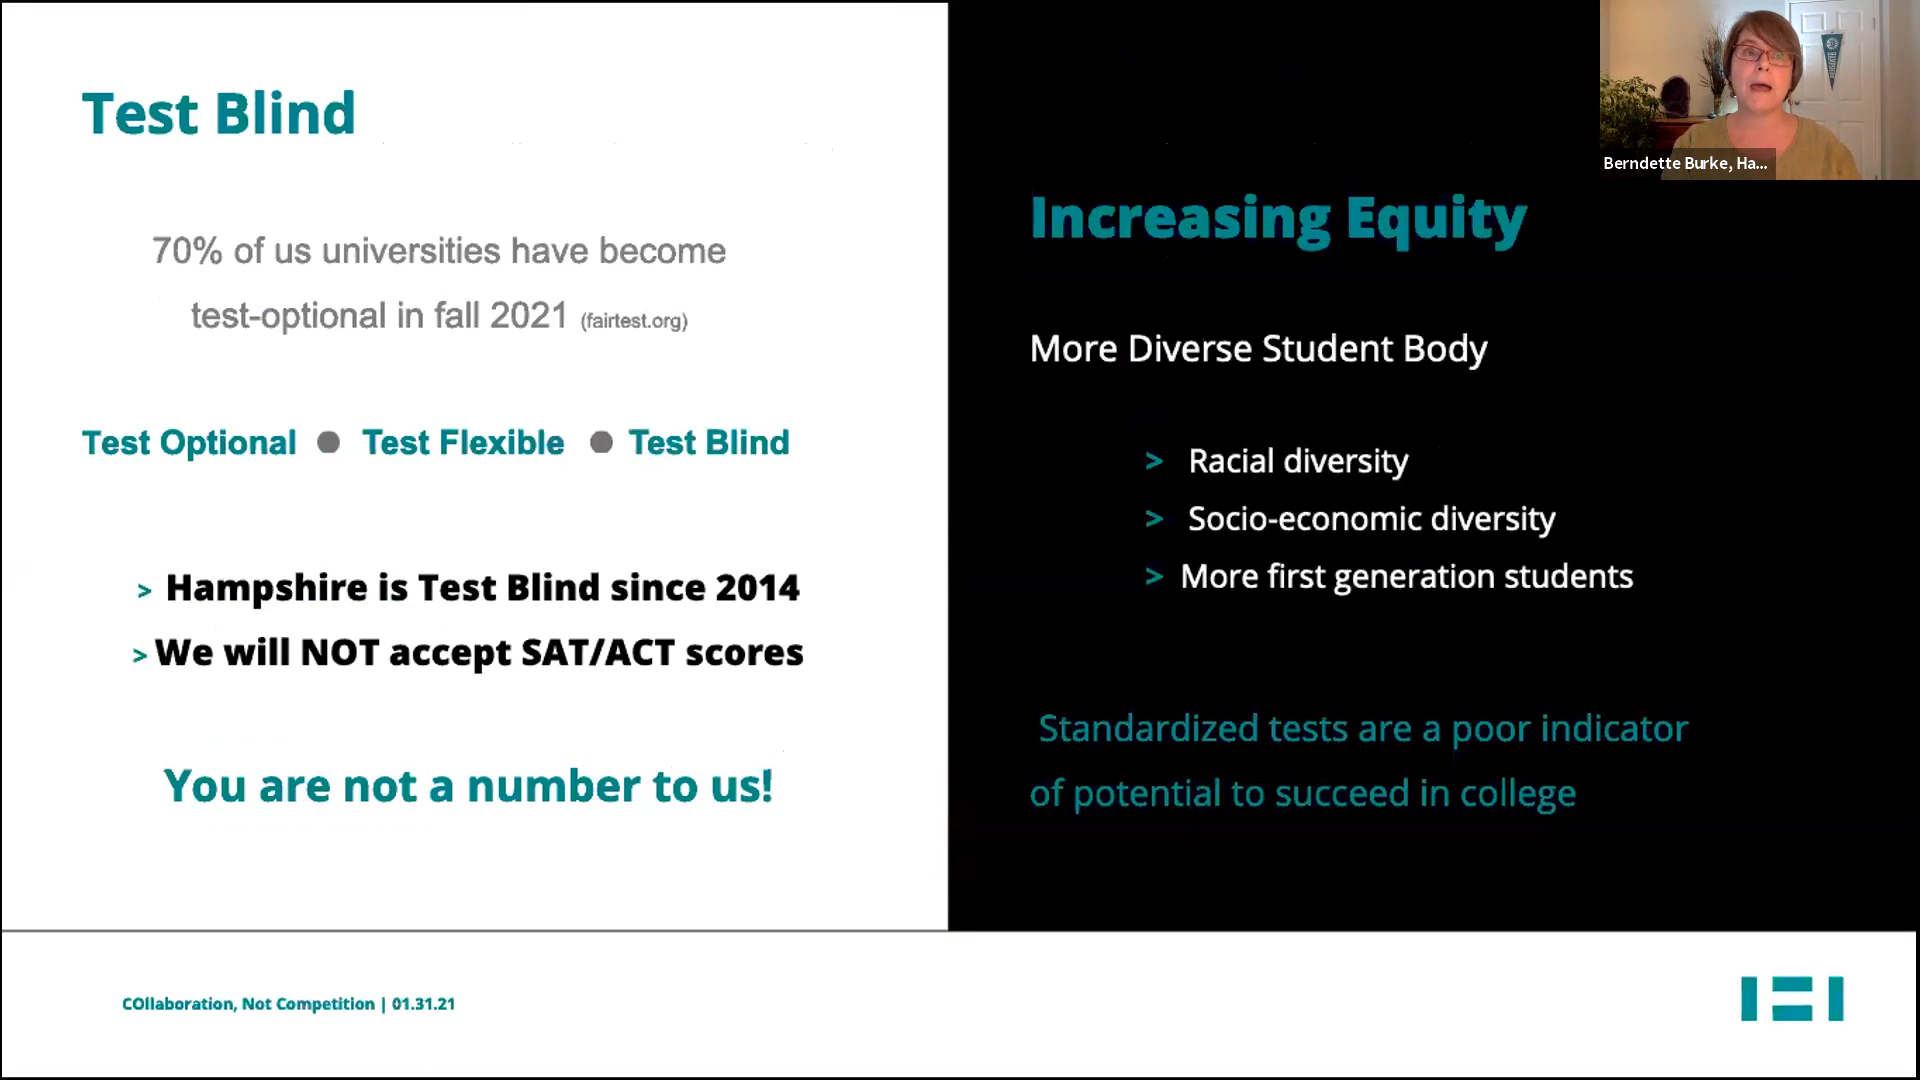 Test Blind
70% of us universities have become
test-optional in fall 2021 (fairtest.org)
Test Optional ● Test Flexible ● Test Blind
> Hampshire is Test Blind since 2014
> We will NOT accept SAT/ACT scores
You are not a number to us!
Increasing Equity
More Diverse Student Body
> Racial diversity
> Socio-economic diversity
> More first generation students
Standardized tests are a poor indicator
of potential to succeed in college
Berndette Burke, Ha...
COllaboration, Not Competition | 01.31.21